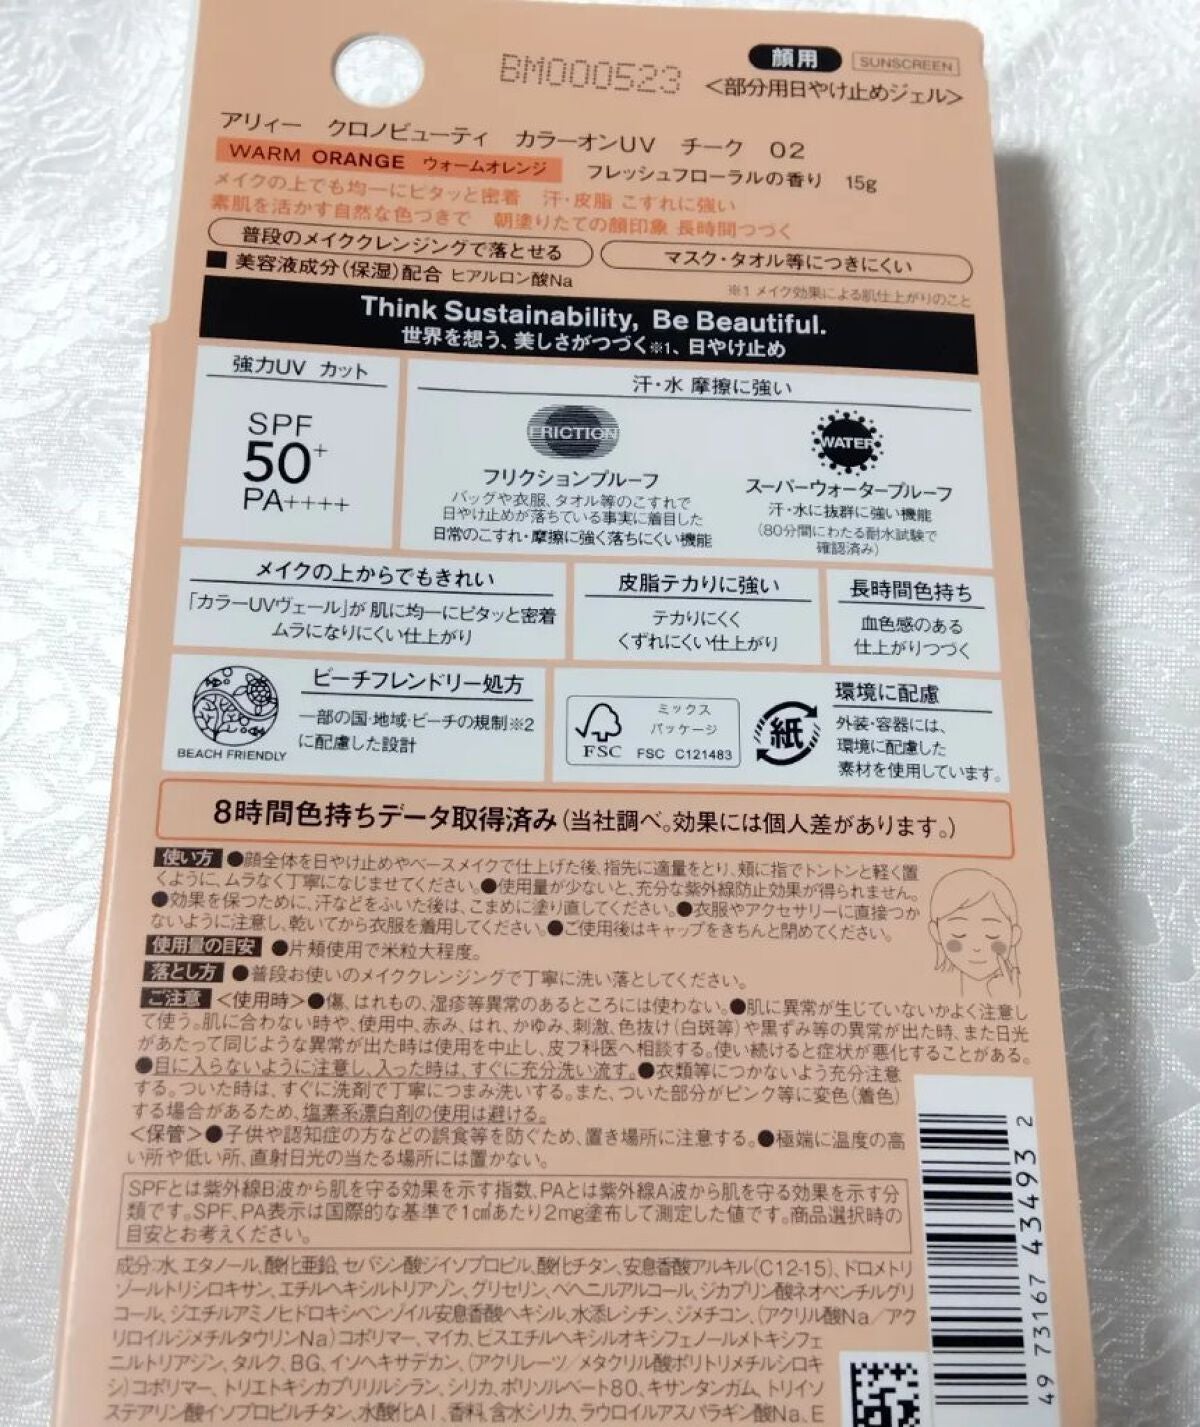 BM000523
顔用
SUNSCREEN
<部分用日やけ止めジェル>
アリィー クロノビューティ カラーオンUV チーク 02
WARM ORANGE ウォームオレンジ フレッシュフローラルの香り 15g
メイクの上でも均一にピタッと密着 汗・皮脂 こすれに強い
素肌を活かす自然な色づきで 朝塗りたての顔印象 長時間つづく
普段のメイククレンジングで落とせる
マスク・タオル等につきにくい
■ 美容液成分(保湿)配合 ヒアルロン酸Na
※1 メイク効果による肌仕上がりのこと
Think Sustainability, Be Beautiful.
世界を想う、美しさがつづく※1、日やけ止め
強力UV カット
SPF
50+
PA++++
汗・水 摩擦に強い
FRICTION
フリクションプルーフ
バッグや衣服、タオル等のこすれで
日やけ止めが落ちている事実に着目した
日常のこすれ・摩擦に強く落ちにくい機能
WATER
スーパーウォータープルーフ
汗・水に抜群に強い機能
(80分間にわたる耐水試験で
確認済み)
メイクの上からでもきれい
「カラーUVヴェール」が 肌に均一にピタッと密着
ムラになりにくい仕上がり
皮脂テカりに強い
テカりにくく
くずれにくい仕上がり
長時間色持ち
血色感のある
仕上がりつづく
BEACH FRIENDLY
ビーチフレンドリー処方
一部の国・地域・ビーチの規制※2
に配慮した設計
FSC
ミックス
パッケージ
FSC C121483
紙
環境に配慮
外装・容器には、
環境に配慮した
素材を使用しています。
8時間色持ちデータ取得済み(当社調べ。効果には個人差があります。)
使い方 ●顔全体を日やけ止めやベースメイクで仕上げた後、指先に適量をとり、頬に指でトントンと軽く置
くように、ムラなく丁寧になじませてください。●使用量が少ないと、充分な紫外線防止効果が得られません。
●効果を保つために、汗などをふいた後は、こまめに塗り直してください。●衣服やアクセサリーに直接つか
ないように注意し、乾いてから衣服を着用してください。●ご使用後はキャップをきちんと閉めてください。
使用量の目安 ●片頬使用で米粒大程度。
落とし方 ●普段お使いのメイククレンジングで丁寧に洗い落としてください。
ご注意 <使用時>●傷、はれもの、湿疹等異常のあるところには使わない。●肌に異常が生じていないかよく注意し
て使う。肌に合わない時や、使用中、赤み、はれ、かゆみ、刺激、色抜け(白斑等)や黒ずみ等の異常が出た時、また日光
があたって同じような異常が出た時は使用を中止し、皮フ科医へ相談する。使い続けると症状が悪化することがある。
●目に入らないように注意し、入った時は、すぐに充分洗い流す。●衣類等につかないよう充分注意
する。ついた時は、すぐに洗剤で丁寧につまみ洗いする。また、ついた部分がピンク等に変色(着色)
する場合があるため、塩素系漂白剤の使用は避ける。
<保管>●子供や認知症の方などの誤食等を防ぐため、置き場所に注意する。●極端に温度の高
い所や低い所、直射日光の当たる場所には置かない。
SPFとは紫外線B波から肌を守る効果を示す指数、PAとは紫外線A波から肌を守る効果を示す分
類です。SPF、PA表示は国際的な基準で1㎠あたり2mg塗布して測定した値です。商品選択時の
目安とお考えください。
成分:水、エタノール、酸化亜鉛、セバシン酸ジイソプロピル、酸化チタン、安息香酸アルキル(C12-15)、ドロメトリ
ゾールトリシロキサン、エチルヘキシルトリアゾン、グリセリン、ベヘニルアルコール、ジカプリン酸ネオペンチルグリ
コール、ジエチルアミノヒドロキシベンゾイル安息香酸ヘキシル、水添レシチン、ジメチコン、(アクリル酸Na/アク
リロイルジメチルタウリンNa)コポリマー、マイカ、ビスエチルヘキシルオキシフェノールメトキシフェ
ニルトリアジン、タルク、BG、イソヘキサデカン、(アクリレーツ/メタクリル酸ポリトリメチルシロキ
シ)コポリマー、トリエトキシカプリリルシラン、シリカ、ポリソルベート80、キサンタンガム、トリイソ
ステアリン酸イソプロピルチタン、水酸化Al、香料、含水シリカ、ラウロイルアスパラギン酸Na、E
49 73167 43493 2